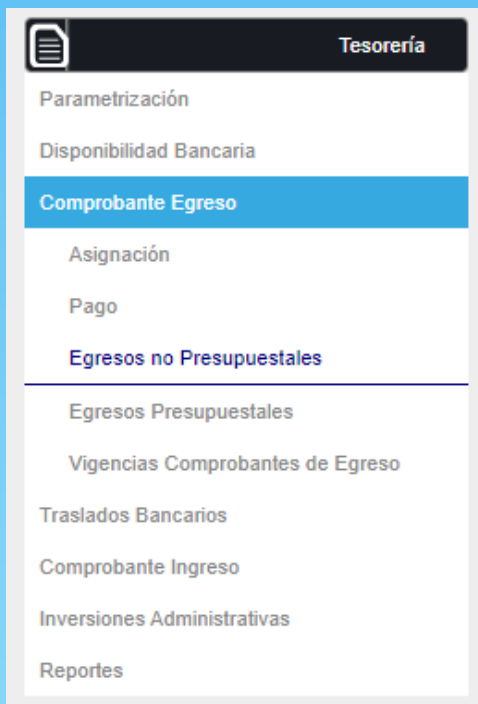 Tesorería
Parametrización
Disponibilidad Bancaria
Comprobante Egreso
Asignación
Pago
Egresos no Presupuestales
Egresos Presupuestales
Vigencias Comprobantes de Egreso
Traslados Bancarios
Comprobante Ingreso
Inversiones Administrativas
Reportes